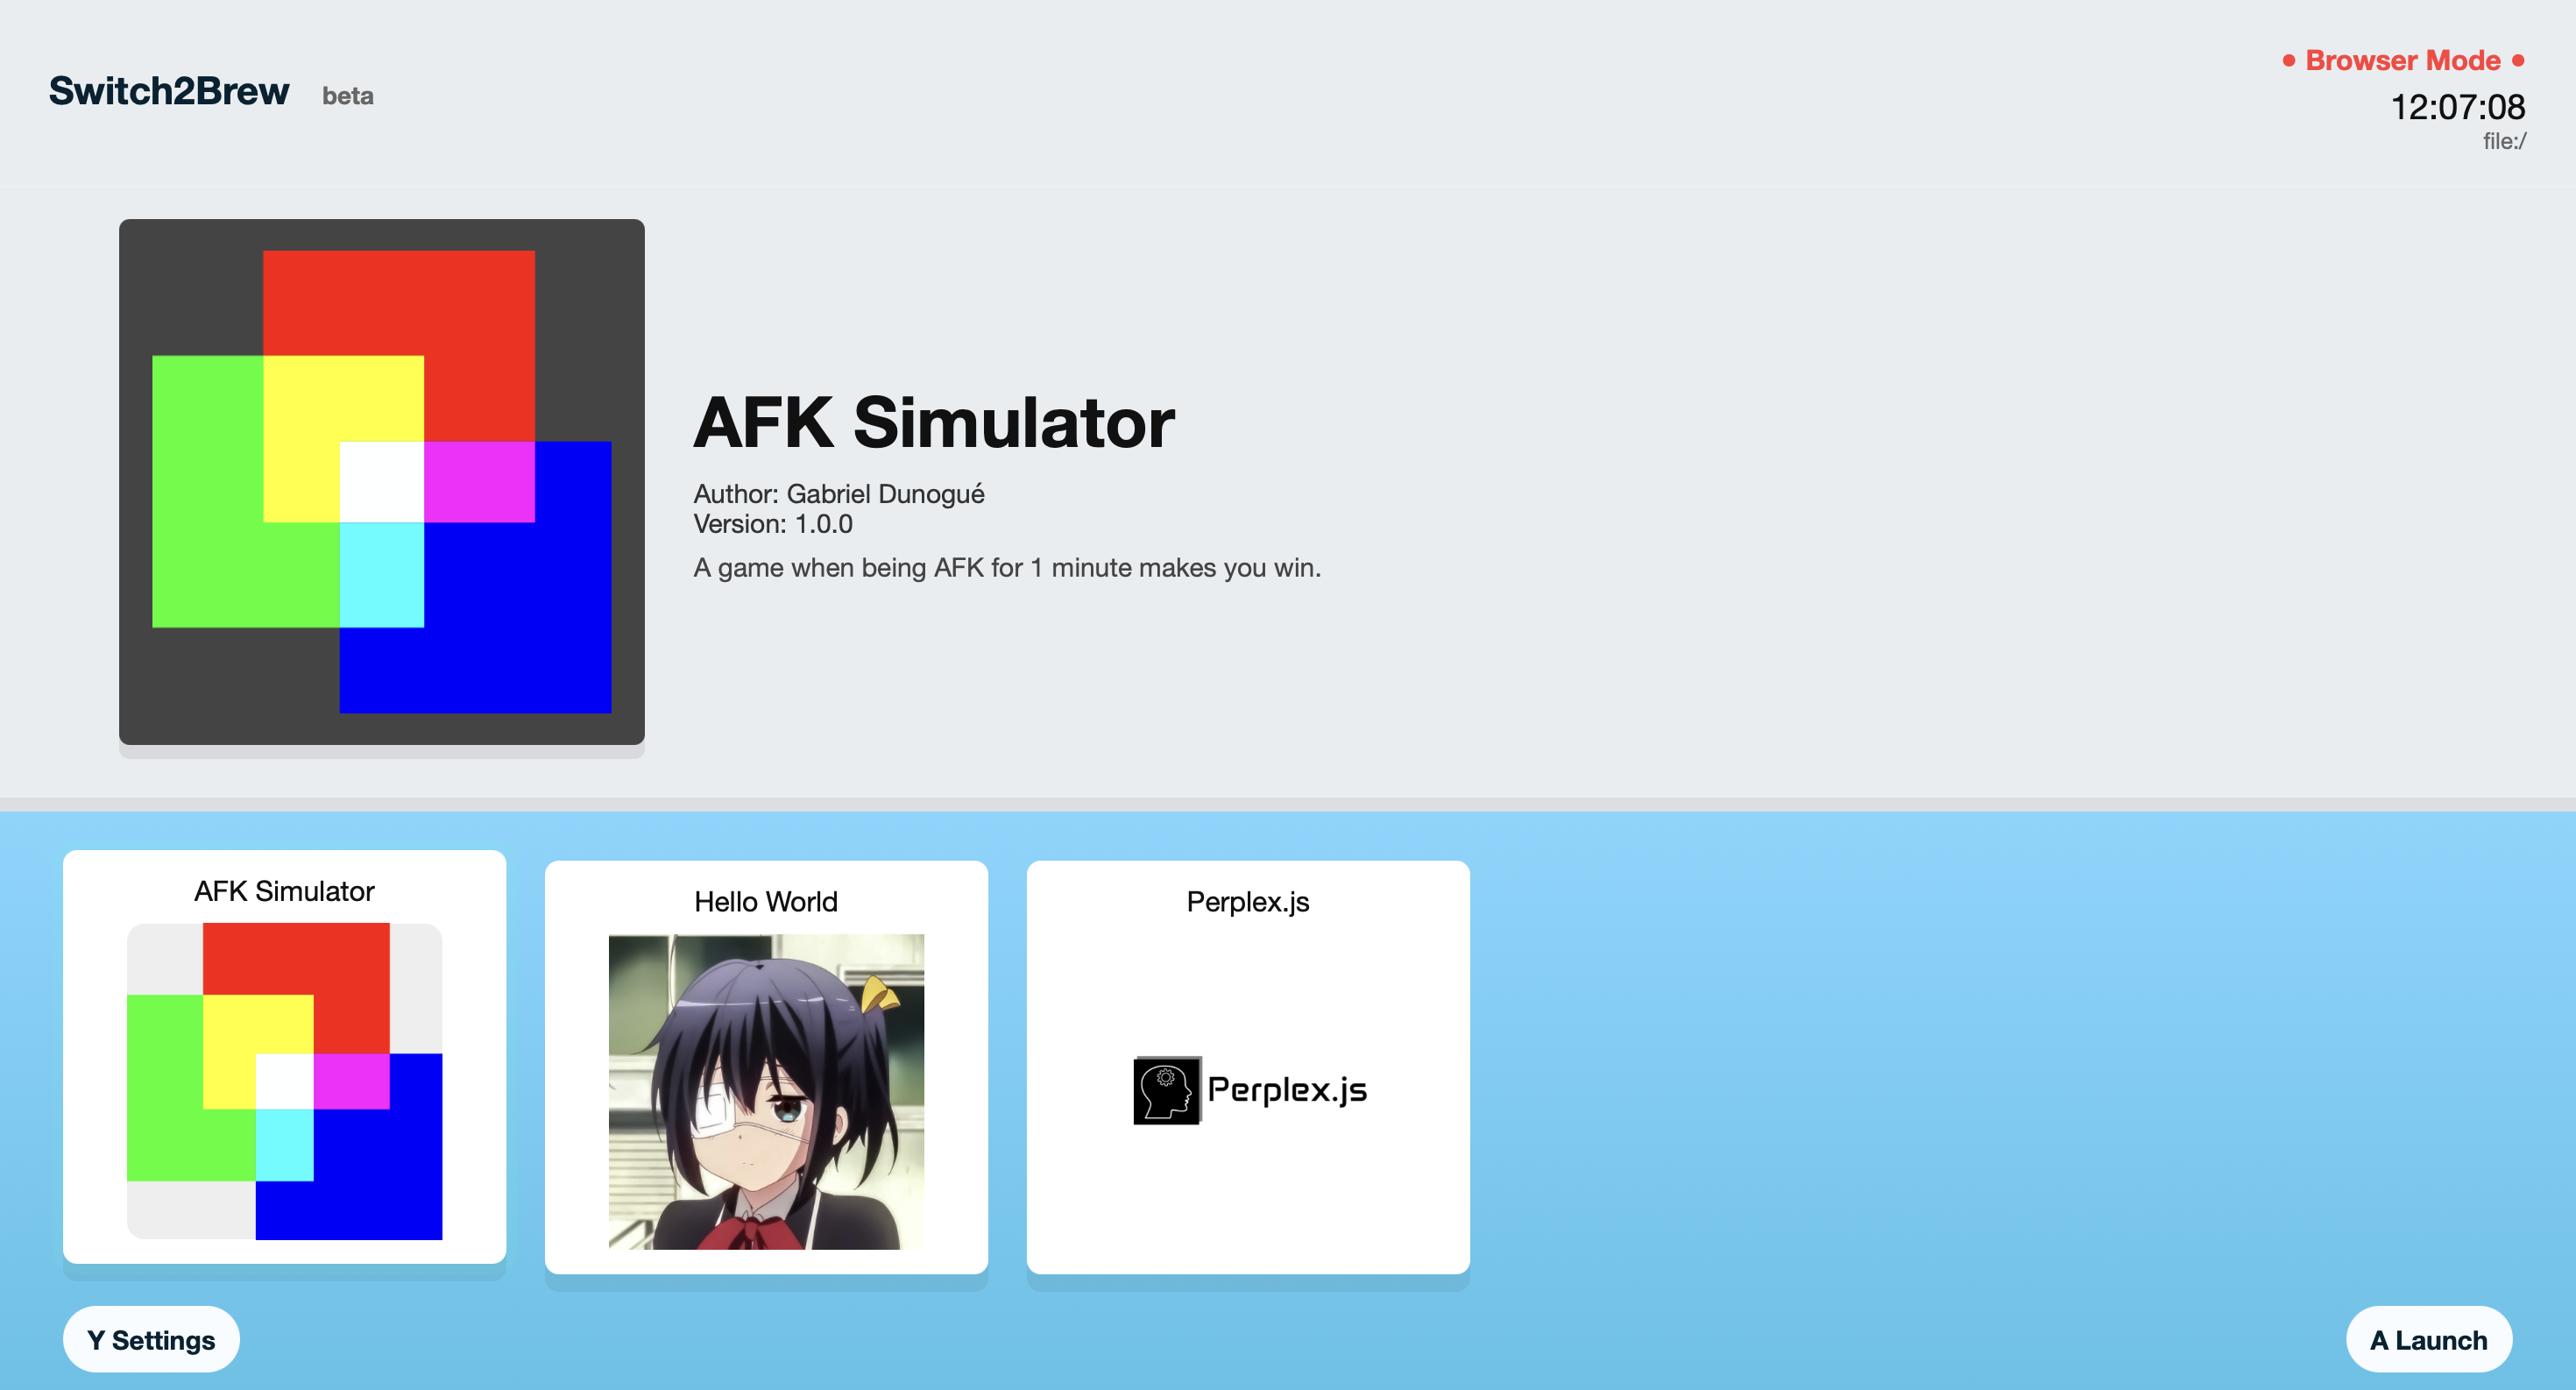 Switch2Brew beta
• Browser Mode •
12:07:08
file:/
AFK Simulator
Author: Gabriel Dunogué
Version: 1.0.0
A game when being AFK for 1 minute makes you win.
AFK Simulator
Hello World
Perplex.js
Perplex.js
Y Settings
A Launch